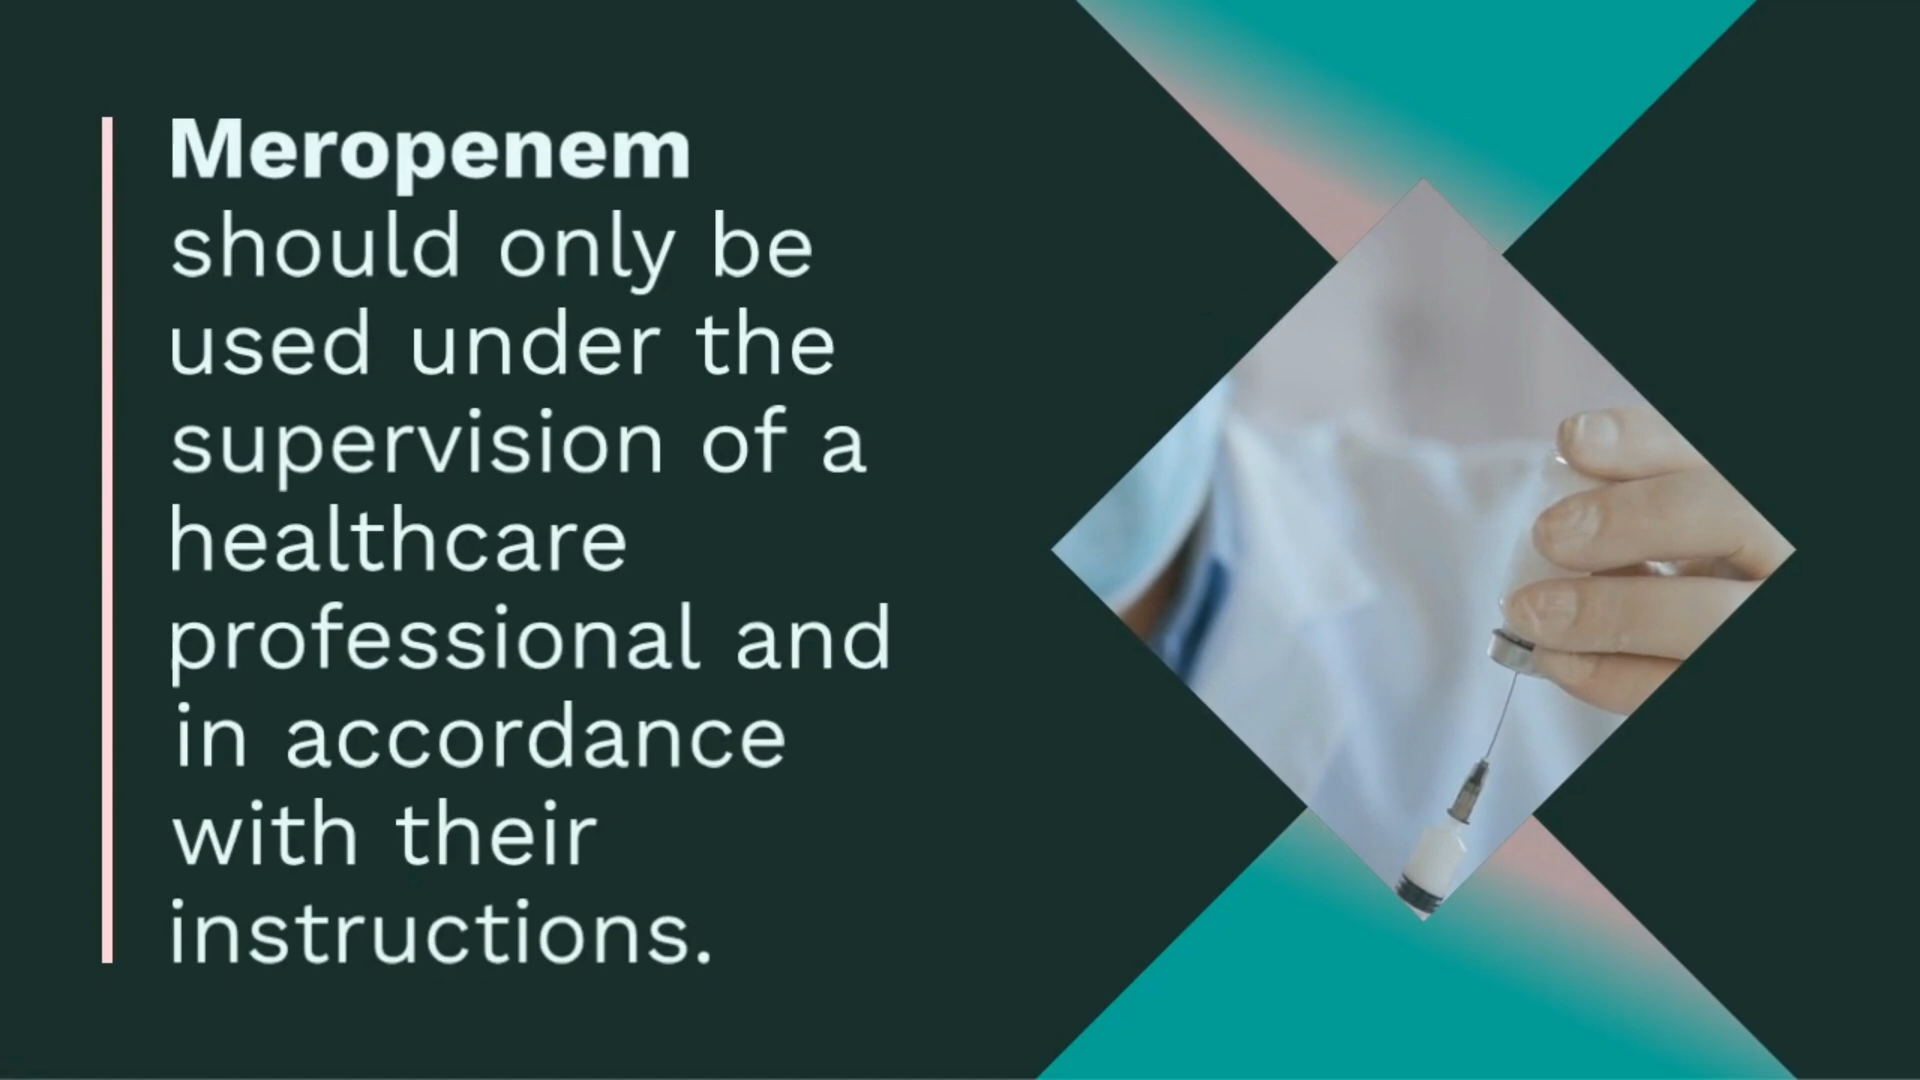 Meropenem
should only be
used under the
supervision of a
healthcare
professional and
in accordance
with their
instructions.